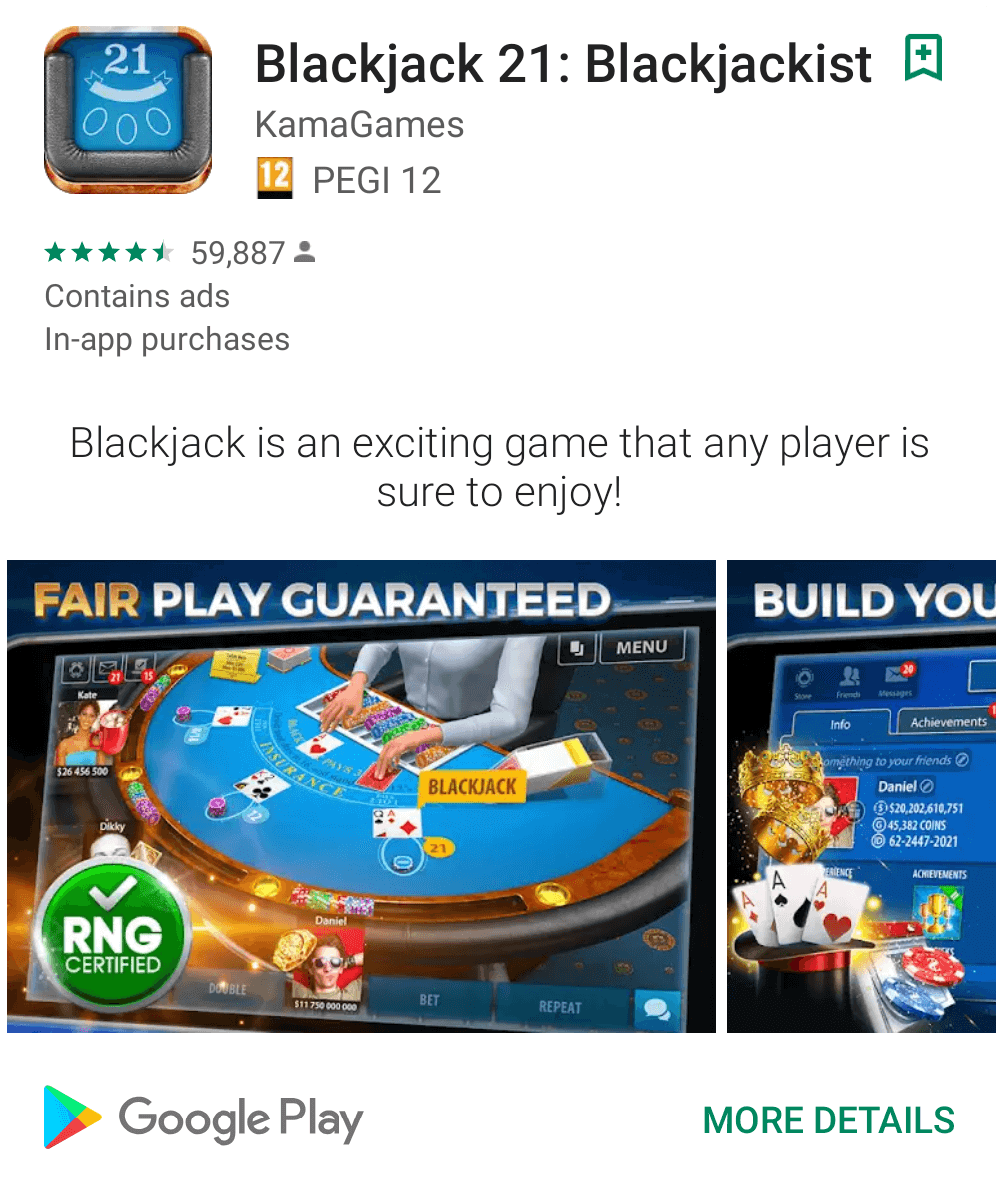 21
Blackjack 21: Blackjackist
KamaGames
12 PEGI 12
59,887
Contains ads
In-app purchases
Blackjack is an exciting game that any player is
sure to enjoy!
FAIR PLAY GUARANTEED
MENU
21
15
Kate
$26 456 500
INSURANCE
PAYS
BLACKJACK
12
21
Dikky
RNG
CERTIFIED
Daniel
$11 750 000 000
DOUBLE
BET
REPEAT
BUILD YOU
20
Store
Friends
Messages
Info
Achievements
omething to your friends
Daniel
$20,202,610,751
45,382 COINS
ID 62-2447-2021
ERIENCE
ACHIEVEMENTS
A
A
A
Google Play
MORE DETAILS